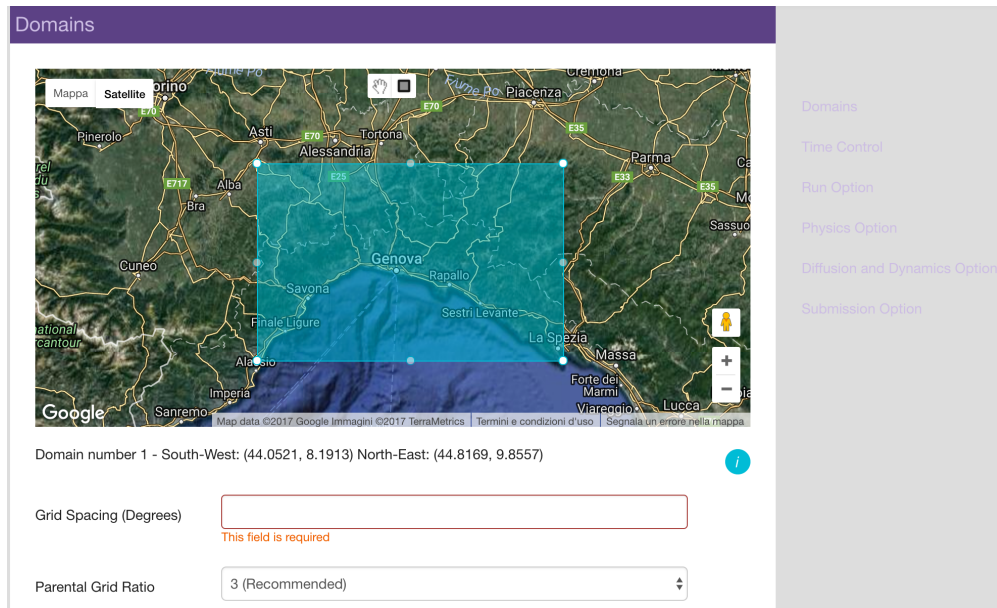 Domains
Mappa
Satellite
orino
Fiume Po
Cremona
Fiume Po
Piacenza
E70
E70
Pinerolo
Asti
E70
Tortona
E35
Alessandria
Parma
E717
Alba
E25
E33
E35
Bra
Sassuo
Cuneo
Genova
Rapallo
Savona
Sestri Levante
Finale Ligure
La Spezia
Massa
Alassio
Forte dei
Marmi
Imperia
Viareggio
Lucca
Google
Sanremo
Map data ©2017 Google Immagini ©2017 TerraMetrics
Termini e condizioni d'uso
Segnala un errore nella mappa
Domain number 1 - South-West: (44.0521, 8.1913) North-East: (44.8169, 9.8557)
i
Grid Spacing (Degrees)
This field is required
Parental Grid Ratio
3 (Recommended)
Domains
Time Control
Run Option
Physics Option
Diffusion and Dynamics Option
Submission Option